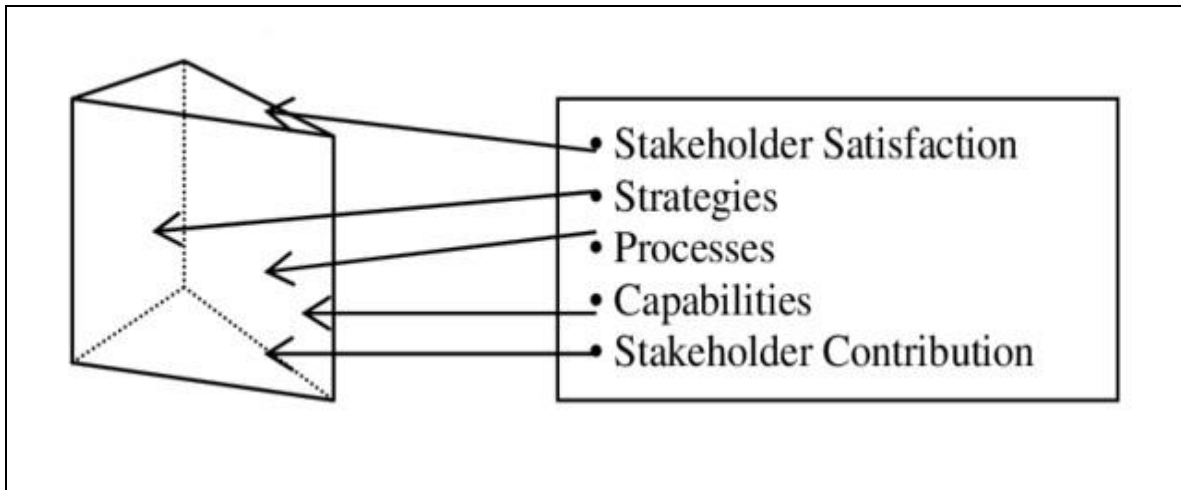 • Stakeholder Satisfaction
• Strategies
• Processes
• Capabilities
• Stakeholder Contribution